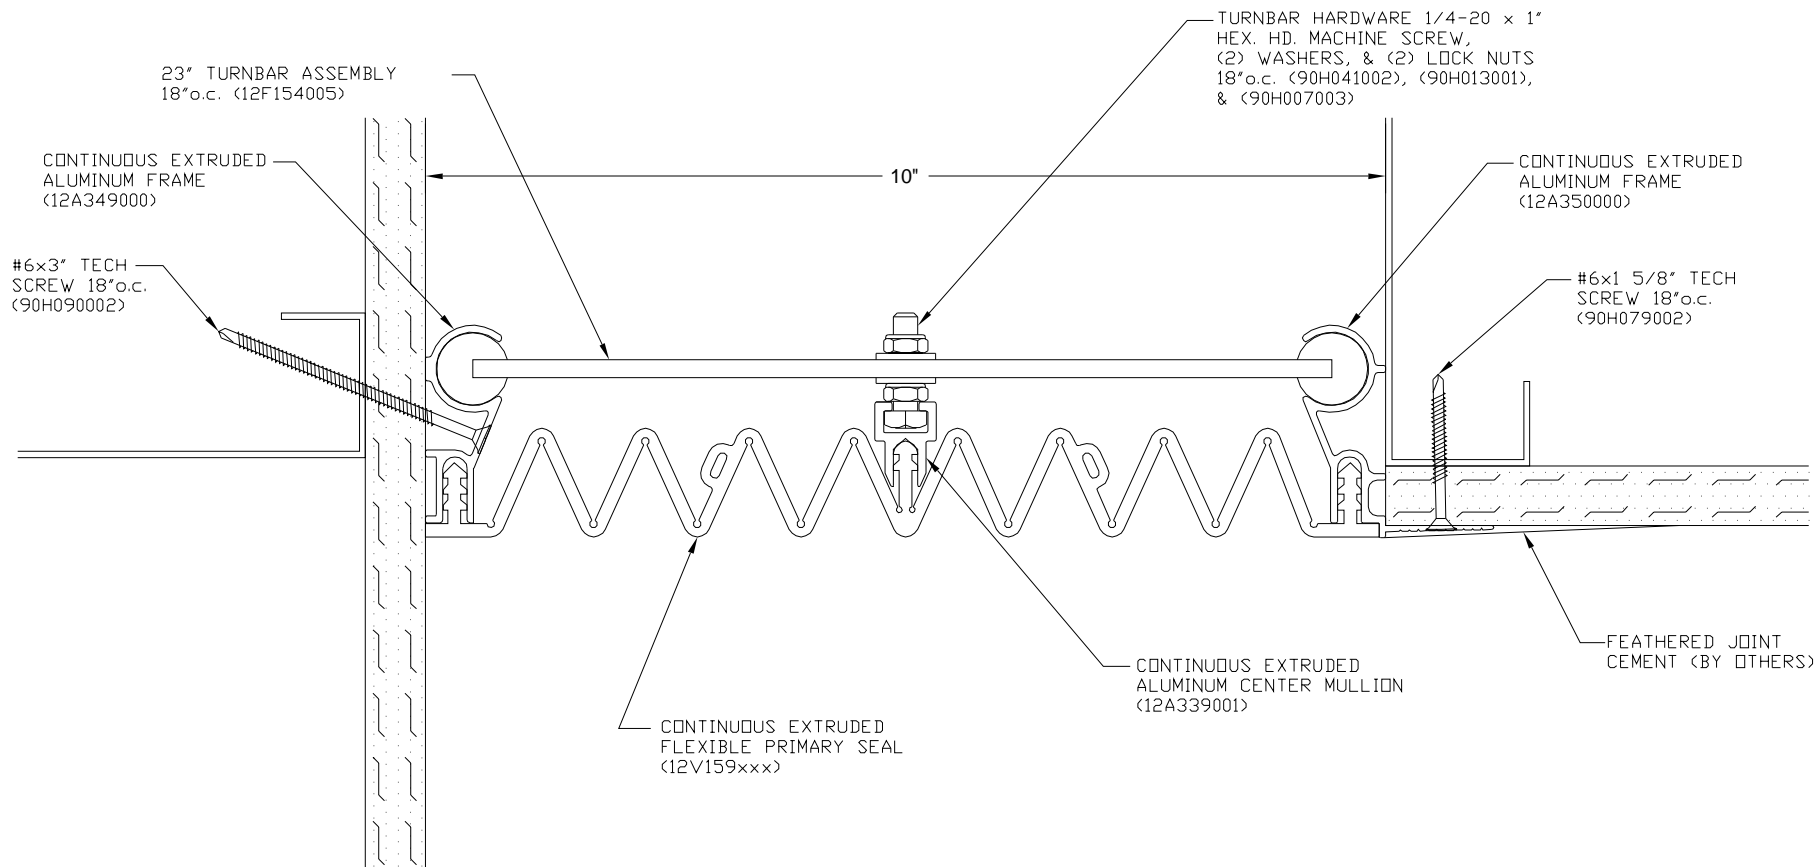 TURNBAR HARDWARE 1/4-20 x 1"
HEX. HD. MACHINE SCREW,
(2) WASHERS, & (2) LOCK NUTS
18"o.c. (90H041002), (90H013001),
& (90H007003)
23" TURNBAR ASSEMBLY
18"o.c. (12F154005)
CONTINUOUS EXTRUDED
ALUMINUM FRAME
(12A349000)
10"
CONTINUOUS EXTRUDED
ALUMINUM FRAME
(12A350000)
#6x3" TECH
SCREW 18"o.c.
(90H090002)
#6x1 5/8" TECH
SCREW 18"o.c.
(90H079002)
FEATHERED JOINT
CEMENT (BY OTHERS)
CONTINUOUS EXTRUDED
ALUMINUM CENTER MULLION
(12A339001)
CONTINUOUS EXTRUDED
FLEXIBLE PRIMARY SEAL
(12V159xxx)